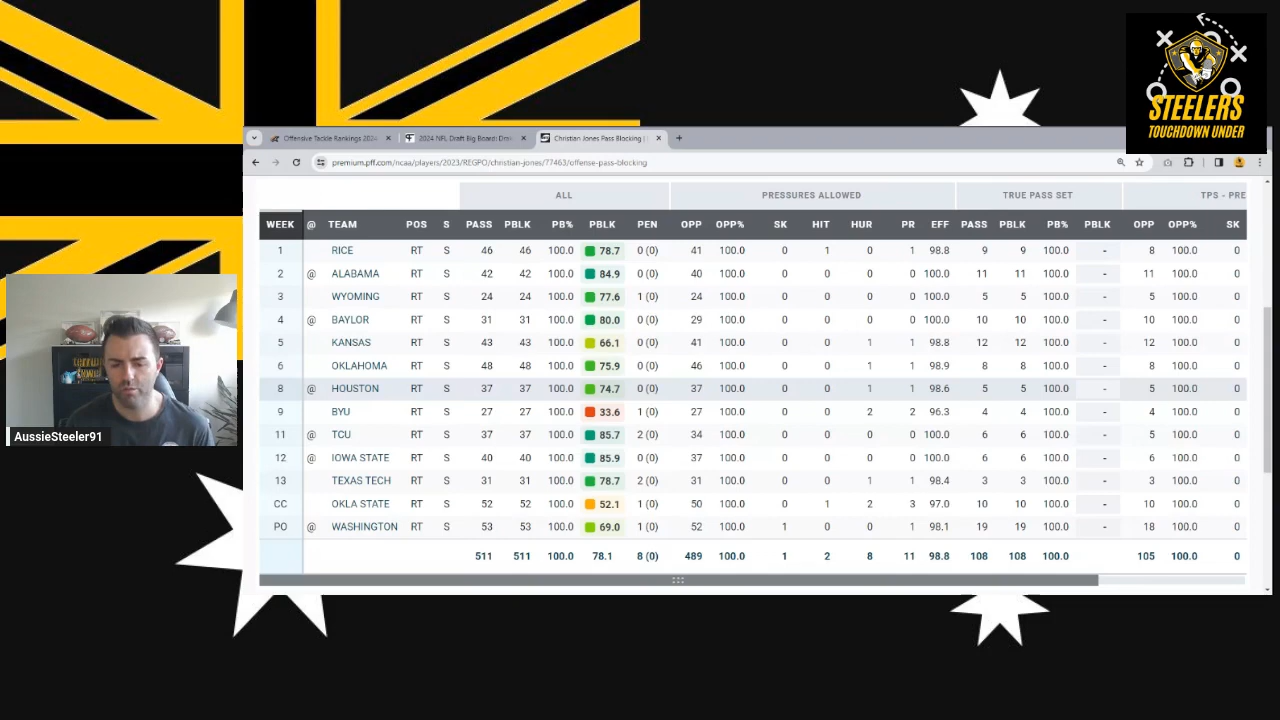 STEELERS
TOUCHDOWN UNDER
Offensive Tackle Rankings 2024
2024 NFL Draft Big Board: Dra
Christian Jones Pass Blocking |
premium.pff.com/ncaa/players/2023/REGPO/christian-jones/77463/offense-pass-blocking
ALL PRESSURES ALLOWED TRUE PASS SET TPS - PRE
WEEK @ TEAM POS S PASS PBLK PB% PBLK PEN OPP OPP% SK HIT HUR PR EFF PASS PBLK PB% PBLK OPP OPP% SK
1 RICE RT S 46 46 100.0 78.7 0 (0) 41 100.0 0 1 0 1 98.8 9 9 100.0 - 8 100.0 0
2 @ ALABAMA RT S 42 42 100.0 84.9 0 (0) 40 100.0 0 0 0 0 100.0 11 11 100.0 - 11 100.0 0
3 WYOMING RT S 24 24 100.0 77.6 1 (0) 24 100.0 0 0 0 0 100.0 5 5 100.0 - 5 100.0 0
4 @ BAYLOR RT S 31 31 100.0 80.0 0 (0) 29 100.0 0 0 0 0 100.0 10 10 100.0 - 10 100.0 0
5 KANSAS RT S 43 43 100.0 66.1 0 (0) 41 100.0 0 0 1 1 98.8 12 12 100.0 - 12 100.0 0
6 OKLAHOMA RT S 48 48 100.0 75.9 0 (0) 46 100.0 0 0 1 1 98.9 8 8 100.0 - 8 100.0 0
8 @ HOUSTON RT S 37 37 100.0 74.7 0 (0) 37 100.0 0 0 1 1 98.6 5 5 100.0 - 5 100.0 0
9 BYU RT S 27 27 100.0 33.6 1 (0) 27 100.0 0 0 2 2 96.3 4 4 100.0 - 4 100.0 0
11 @ TCU RT S 37 37 100.0 85.7 2 (0) 34 100.0 0 0 0 0 100.0 6 6 100.0 - 5 100.0 0
12 @ IOWA STATE RT S 40 40 100.0 85.9 0 (0) 37 100.0 0 0 0 0 100.0 6 6 100.0 - 6 100.0 0
13 TEXAS TECH RT S 31 31 100.0 78.7 2 (0) 31 100.0 0 0 1 1 98.4 3 3 100.0 - 3 100.0 0
CC OKLA STATE RT S 52 52 100.0 52.1 1 (0) 50 100.0 0 1 2 3 97.0 10 10 100.0 - 10 100.0 0
PO @ WASHINGTON RT S 53 53 100.0 69.0 1 (0) 52 100.0 1 0 0 1 98.1 19 19 100.0 - 18 100.0 0
511 511 100.0 78.1 8 (0) 489 100.0 1 2 8 11 98.8 108 108 100.0 105 100.0 0
AussieSteeler91